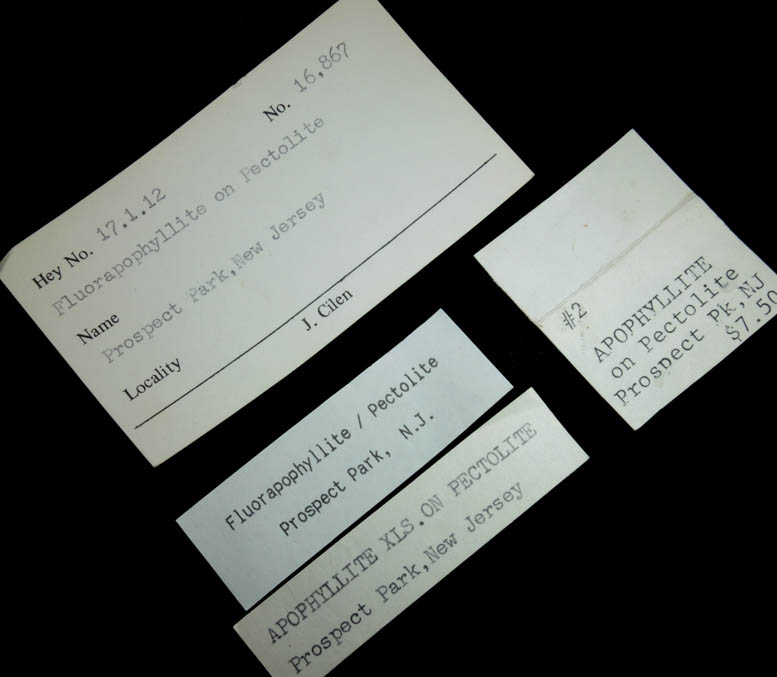 Hey No. 17.1.12
No. 16,867
Fluorapophyllite on Pectolite
Name
Prospect Park,New Jersey
Locality
J. Cilen
#2
APOPHYLLITE
on Pectolite
Prospect Pk,NJ
$7.50
Fluorapophyllite / Pectolite
Prospect Park, N.J.
APOPHYLLITE XLS.ON PECTOLITE
Prospect Park,New Jersey